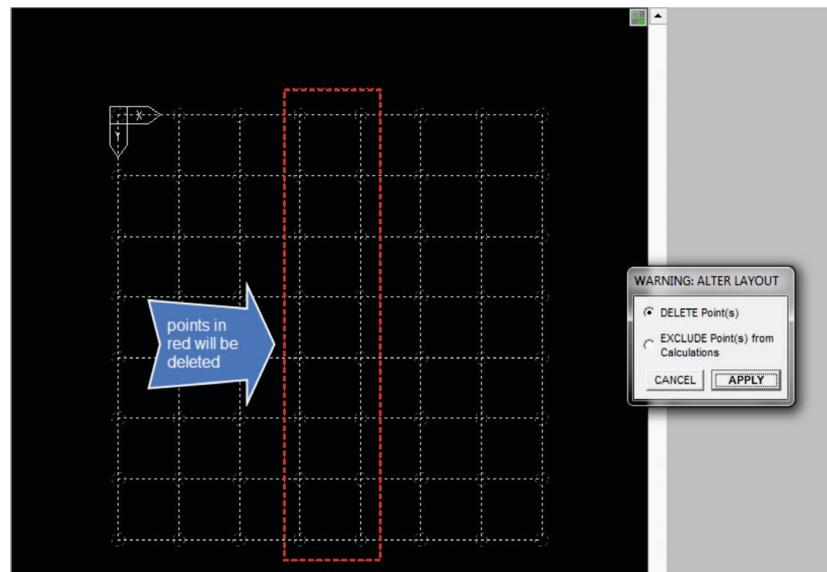 X
Y
points in
red will be
deleted
WARNING: ALTER LAYOUT
DELETE Point(s)
EXCLUDE Point(s) from
Calculations
CANCEL APPLY